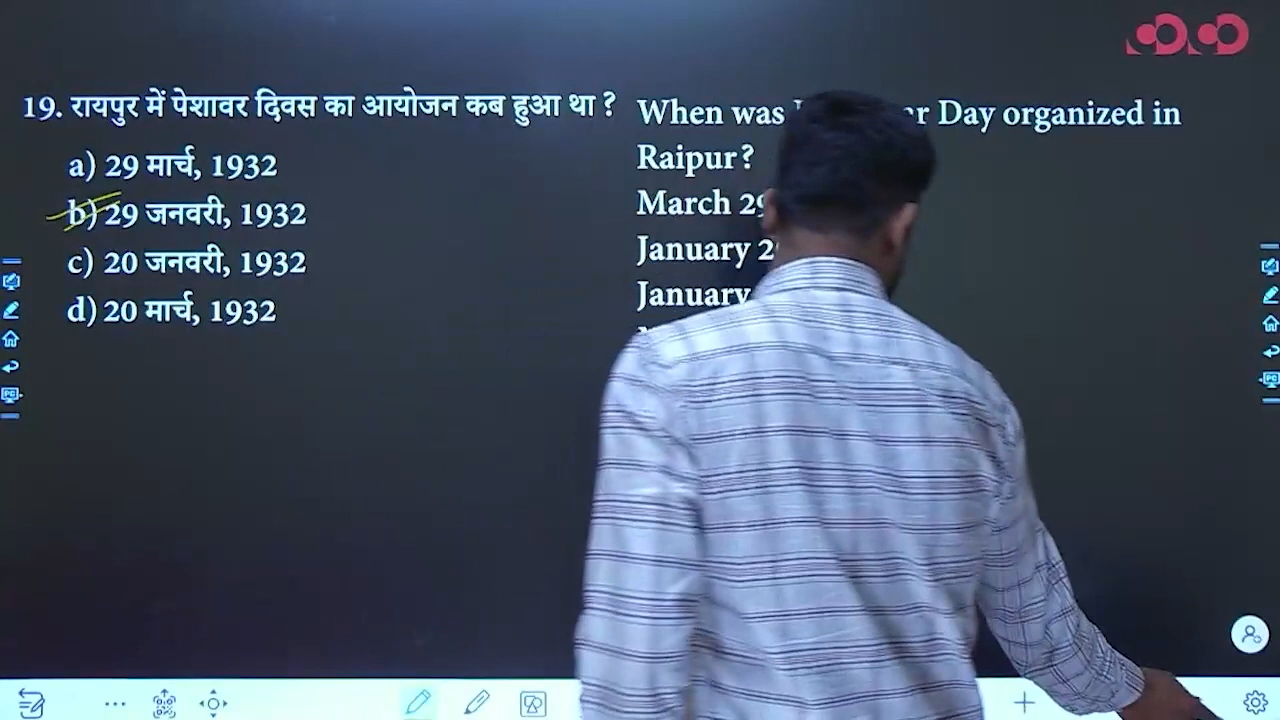 19. रायपुर में पेशावर दिवस का आयोजन कब हुआ था ?
a) 29 मार्च, 1932
b) 29 जनवरी, 1932
c) 20 जनवरी, 1932
d) 20 मार्च, 1932
When was Day organized in
Raipur?
March
January
January